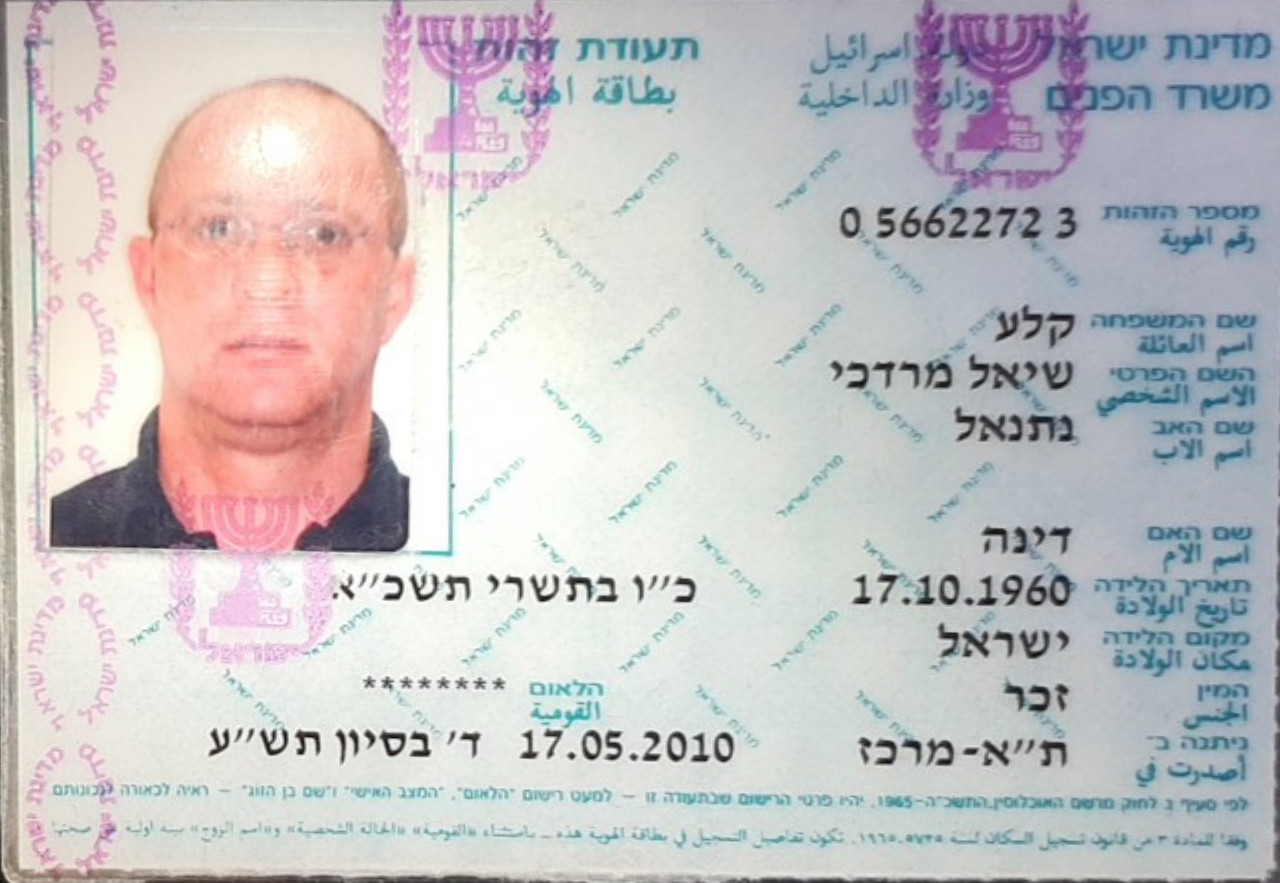 מדינת ישראל دولة اسرائيل
משרד הפנים وزارة الداخلية
תעודת זהות
بطاقة الهوية
מספר הזהות 0 5662272 3
رقم الهوية
שם המשפחה קלע
اسم العائلة
השם הפרטי שיאל מרדכי
الاسم الشخصي
שם האב נתנאל
اسم الاب
שם האם דינה
اسم الام
תאריך הלידה 17.10.1960 כ״ו בתשרי תשכ״א
تاريخ الولادة
מקום הלידה ישראל
مكان الولادة
המין זכר הלאום ********
الجنس القومية
ניתנה ב־ ת״א-מרכז 17.05.2010 ד׳ בסיון תש״ע
أصدرت في
לפי סעיף 3 לחוק מרשם האוכלוסין,התשכ״ה-1965, יהיו פרטי הרישום שבתעודה זו — למעט רישום "הלאום", "המצב האישי" ו"שם בן הזוג" — ראיה לכאורה לנכונותם
وفقا للمادة ٣ من قانون تسجيل السكان لسنة ٥٧٢٥،١٩٦٥، تكون تفاصيل التسجيل في بطاقة الهوية هذه ــ باستثناء «القومية» «الحالة الشخصية» و«اسم الزوج» بينة اولية على صحتها